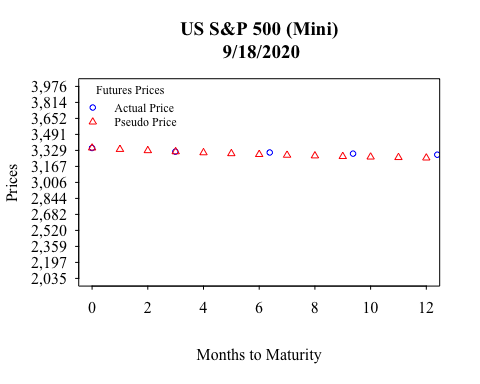 US S&P 500 (Mini)
9/18/2020
Futures Prices
Actual Price
Pseudo Price
Prices
3,976
3,814
3,652
3,491
3,329
3,167
3,006
2,844
2,682
2,520
2,359
2,197
2,035
0 2 4 6 8 10 12
Months to Maturity